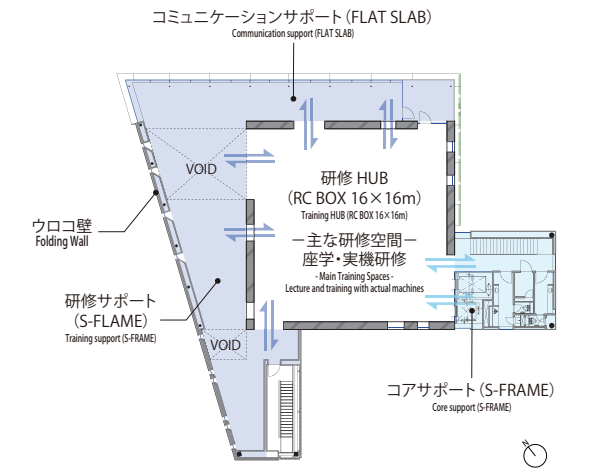 コミュニケーションサポート（FLAT SLAB）
Communication support (FLAT SLAB)
VOID
研修 HUB
（RC BOX 16×16m）
Training HUB (RC BOX 16×16m)
ー主な研修空間ー
座学・実機研修
- Main Training Spaces -
Lecture and training with actual machines
ウロコ壁
Folding Wall
研修サポート
（S-FLAME）
Training support (S-FRAME)
VOID
コアサポート（S-FRAME）
Core support (S-FRAME)
N